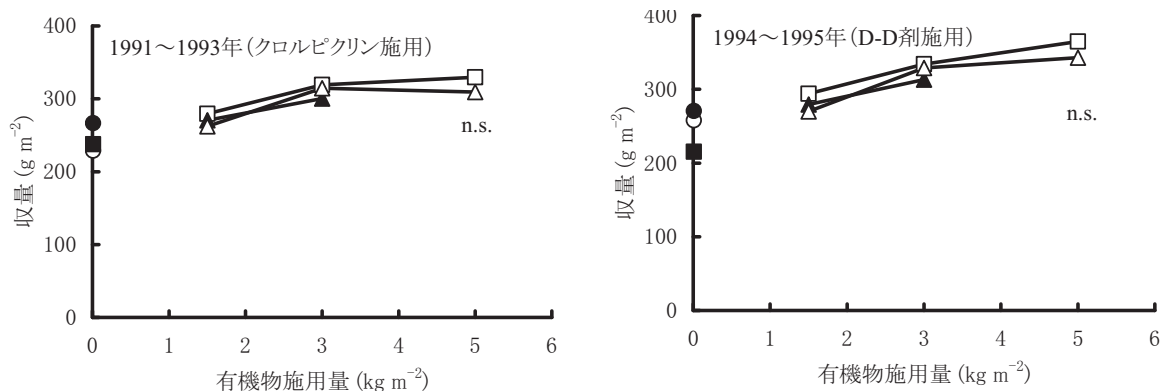 400
300
200
100
0
収量 (g m⁻²)
1991～1993年（クロルピクリン施用）
n.s.
0 1 2 3 4 5 6
有機物施用量 (kg m⁻²)
400
300
200
100
0
収量 (g m⁻²)
1994～1995年（D-D剤施用）
n.s.
0 1 2 3 4 5 6
有機物施用量 (kg m⁻²)